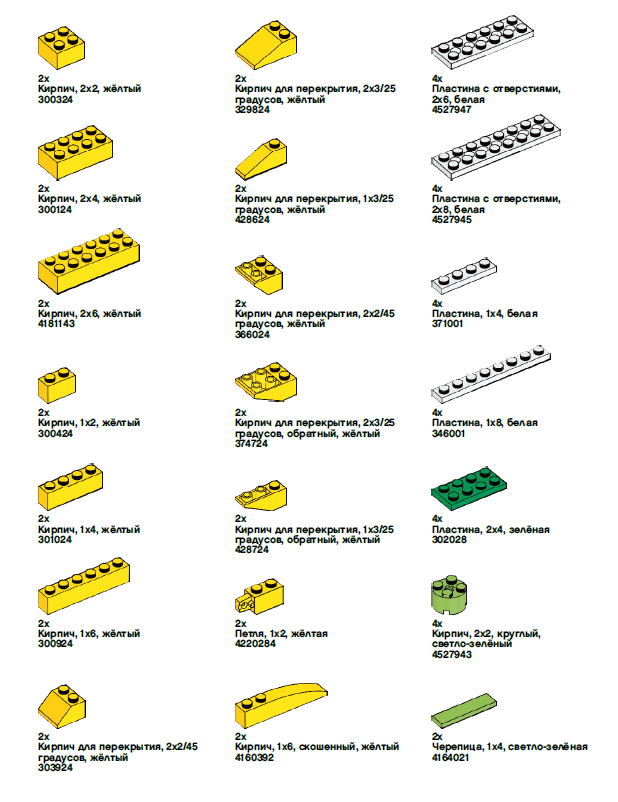 2x
Кирпич, 2x2, жёлтый
300324
2x
Кирпич, 2x4, жёлтый
300124
2x
Кирпич, 2x6, жёлтый
4181143
2x
Кирпич, 1x2, жёлтый
300424
2x
Кирпич, 1x4, жёлтый
301024
2x
Кирпич, 1x6, жёлтый
300924
2x
Кирпич для перекрытия, 2x2/45
градусов, жёлтый
303924
2x
Кирпич для перекрытия, 2x3/25
градусов, жёлтый
329824
2x
Кирпич для перекрытия, 1x3/25
градусов, жёлтый
428624
2x
Кирпич для перекрытия, 2x2/45
градусов, жёлтый
366024
2x
Кирпич для перекрытия, 2x3/25
градусов, обратный, жёлтый
374724
2x
Кирпич для перекрытия, 1x3/25
градусов, обратный, жёлтый
428724
2x
Петля, 1x2, жёлтая
4220284
2x
Кирпич, 1x6, скошенный, жёлтый
4160392
4x
Пластина с отверстиями,
2x6, белая
4527947
4x
Пластина с отверстиями,
2x8, белая
4527945
4x
Пластина, 1x4, белая
371001
4x
Пластина, 1x8, белая
346001
4x
Пластина, 2x4, зелёная
302028
4x
Кирпич, 2x2, круглый,
светло-зелёный
4527943
2x
Черепица, 1x4, светло-зелёная
4164021